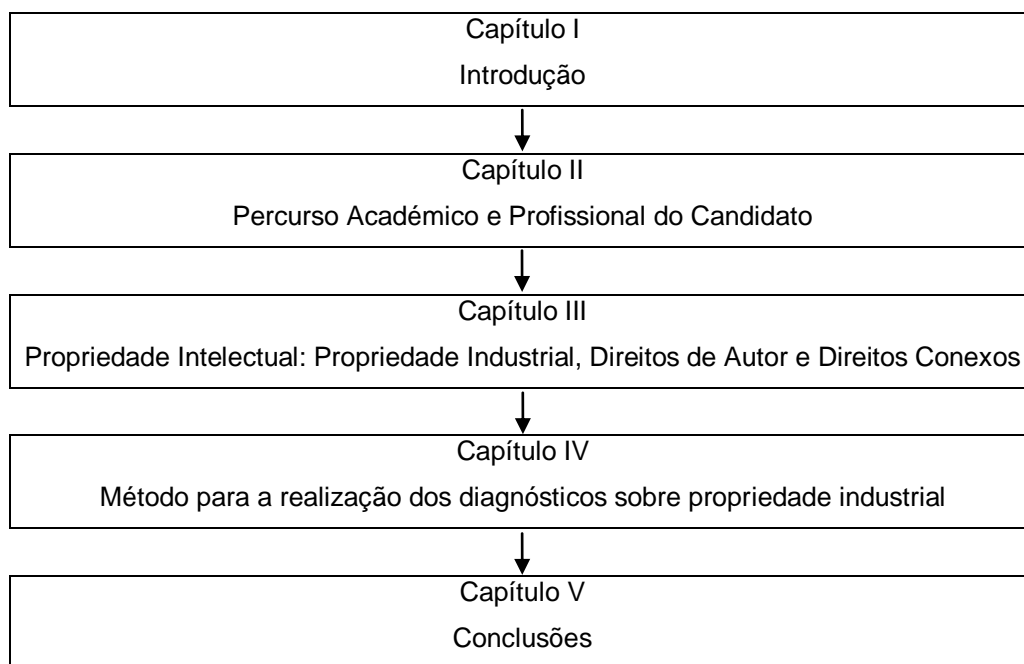 Capítulo I
Introdução
Capítulo II
Percurso Académico e Profissional do Candidato
Capítulo III
Propriedade Intelectual: Propriedade Industrial, Direitos de Autor e Direitos Conexos
Capítulo IV
Método para a realização dos diagnósticos sobre propriedade industrial
Capítulo V
Conclusões